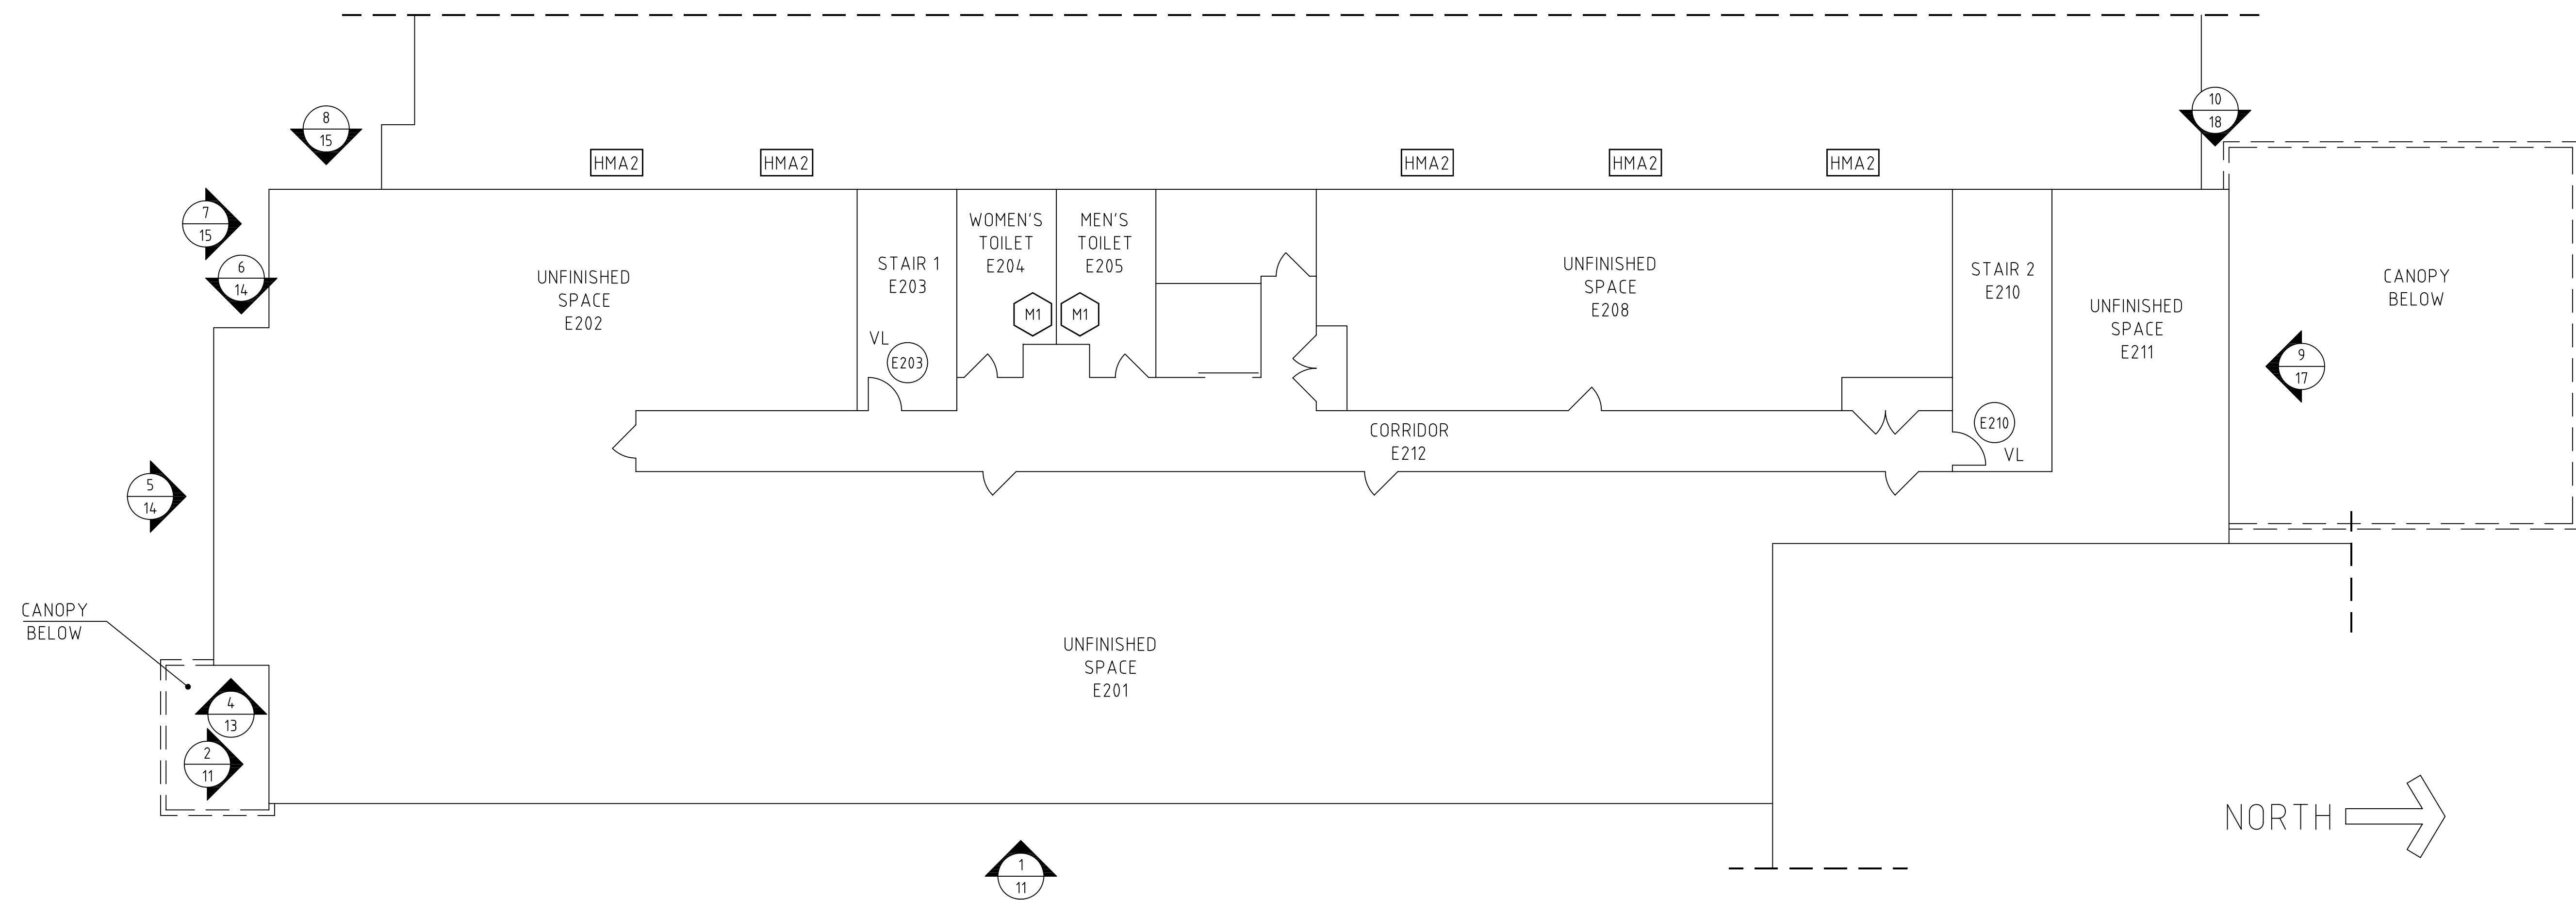 10
18
8
15
HMA2
HMA2
HMA2
HMA2
HMA2
7
15
6
14
UNFINISHED
SPACE
E202
STAIR 1
E203
VL
E203
WOMEN'S
TOILET
E204
M1
MEN'S
TOILET
E205
M1
UNFINISHED
SPACE
E208
STAIR 2
E210
E210
VL
UNFINISHED
SPACE
E211
CANOPY
BELOW
9
17
CORRIDOR
E212
5
14
CANOPY
BELOW
4
13
2
11
UNFINISHED
SPACE
E201
1
11
NORTH